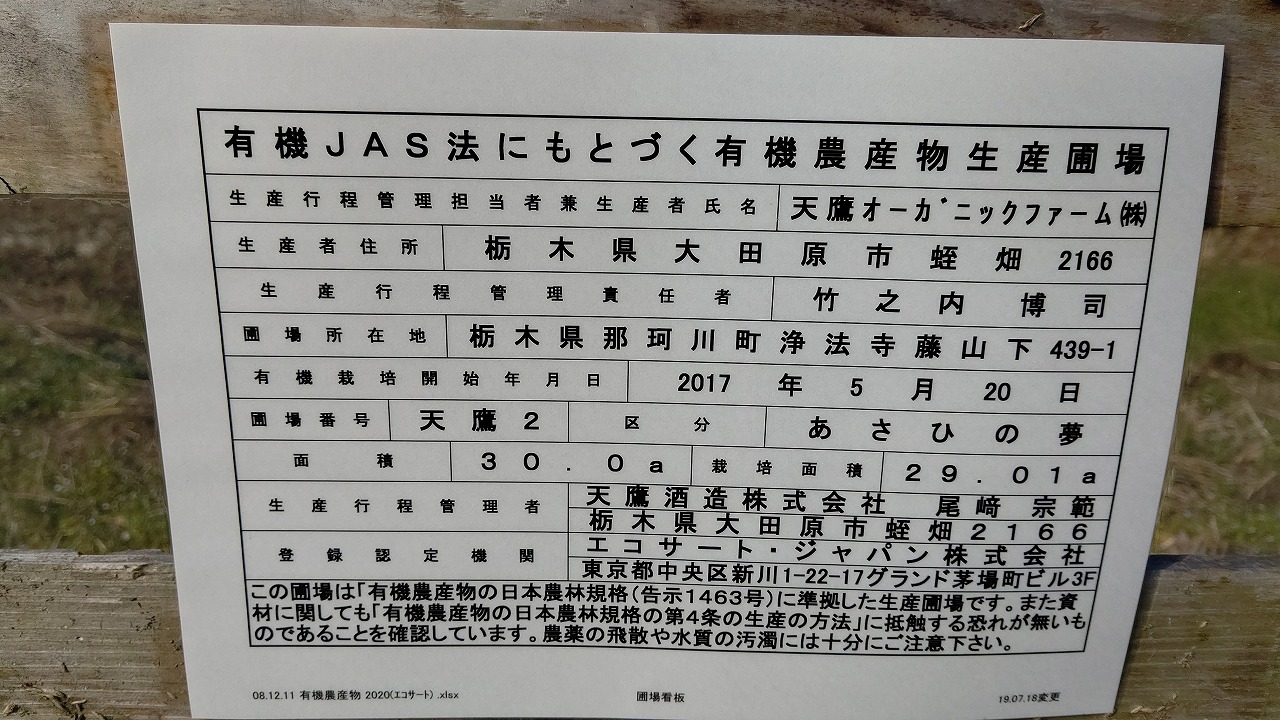 有機JAS法にもとづく有機農産物生産圃場
生産行程管理担当者兼生産者氏名 天鷹オーガニックファーム㈱
生産者住所 栃木県大田原市蛭畑 2166
生産行程管理責任者 竹之内 博司
圃場所在地 栃木県那珂川町浄法寺藤山下 439-1
有機栽培開始年月日 2017 年 5 月 20 日
圃場番号 天鷹2 区分 あさひの夢
面積 30.0a 栽培面積 29.01a
生産行程管理者 天鷹酒造株式会社 尾﨑 宗範
栃木県大田原市蛭畑2166
登録認定機関 エコサート・ジャパン株式会社
東京都中央区新川1-22-17グランド茅場町ビル3F
この圃場は「有機農産物の日本農林規格(告示1463号)に準拠した生産圃場です。また資
材に関しても「有機農産物の日本農林規格の第4条の生産の方法」に抵触する恐れが無いも
のであることを確認しています。農薬の飛散や水質の汚濁には十分にご注意下さい。
08.12.11 有機農産物 2020(エコサート) .xlsx 圃場看板 19.07.18変更